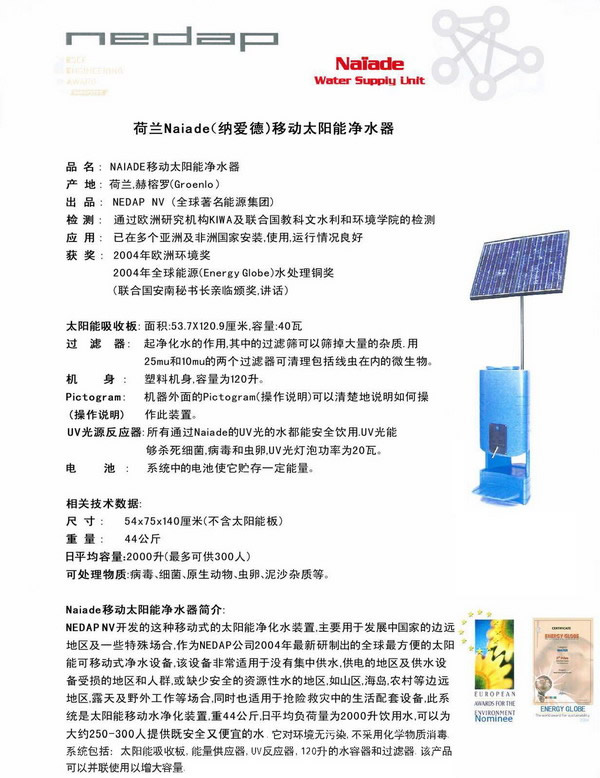 nedap
Naïade
Water Supply Unit
荷兰Naiade(纳爱德)移动太阳能净水器
品 名: NAIADE移动太阳能净水器
产 地: 荷兰,赫榕罗(Groenlo)
出 品: NEDAP NV (全球著名能源集团)
检 测: 通过欧洲研究机构KIWA及联合国教科文水利和环境学院的检测
应 用: 已在多个亚洲及非洲国家安装,使用,运行情况良好
获 奖: 2004年欧洲环境奖
2004年全球能源(Energy Globe)水处理铜奖
(联合国安南秘书长亲临颁奖,讲话)
太阳能吸收板: 面积:53.7X120.9厘米,容量:40瓦
过 滤 器: 起净化水的作用,其中的过滤筛可以筛掉大量的杂质.用
25mu和10mu的两个过滤器可清理包括线虫在内的微生物。
机 身: 塑料机身,容量为120升。
Pictogram: 机器外面的Pictogram(操作说明)可以清楚地说明如何操
(操作说明) 作此装置。
UV光源反应器:所有通过Naiade的UV光的水都能安全饮用.UV光能
够杀死细菌,病毒和虫卵,UV光灯泡功率为20瓦。
电 池: 系统中的电池使它贮存一定能量。
相关技术数据:
尺 寸: 54x75x140厘米(不含太阳能板)
重 量: 44公斤
日平均容量:2000升(最多可供300人)
可处理物质:病毒、细菌、原生动物、虫卵、泥沙杂质等。
Naiade移动太阳能净水器简介:
NEDAP NV开发的这种移动式的太阳能净化水装置,主要用于发展中国家的边远
地区及一些特殊场合,作为NEDAP公司2004年最新研制出的全球最方便的太阳
能可移动式净水设备,该设备非常适用于没有集中供水,供电的地区及供水设
备受损的地区和人群,或缺少安全的资源性水的地区,如山区,海岛,农村等边远
地区,露天及野外工作等场合,同时也适用于抢险救灾中的生活配套设备,此系
统是太阳能移动水净化装置,重44公斤,日平均负荷量为2000升饮用水,可以为
大约250-300人提供既安全又便宜的水.它对环境无污染,不采用化学物质消毒.
系统包括: 太阳能吸收板,能量供应器,UV反应器,120升的水容器和过滤器.该产品
可以并联使用以增大容量.
EUROPEAN
AWARDS FOR THE
ENVIRONMENT
Nominee
CERTIFICATE
ENERGY GLOBE
ENERGY GLOBE